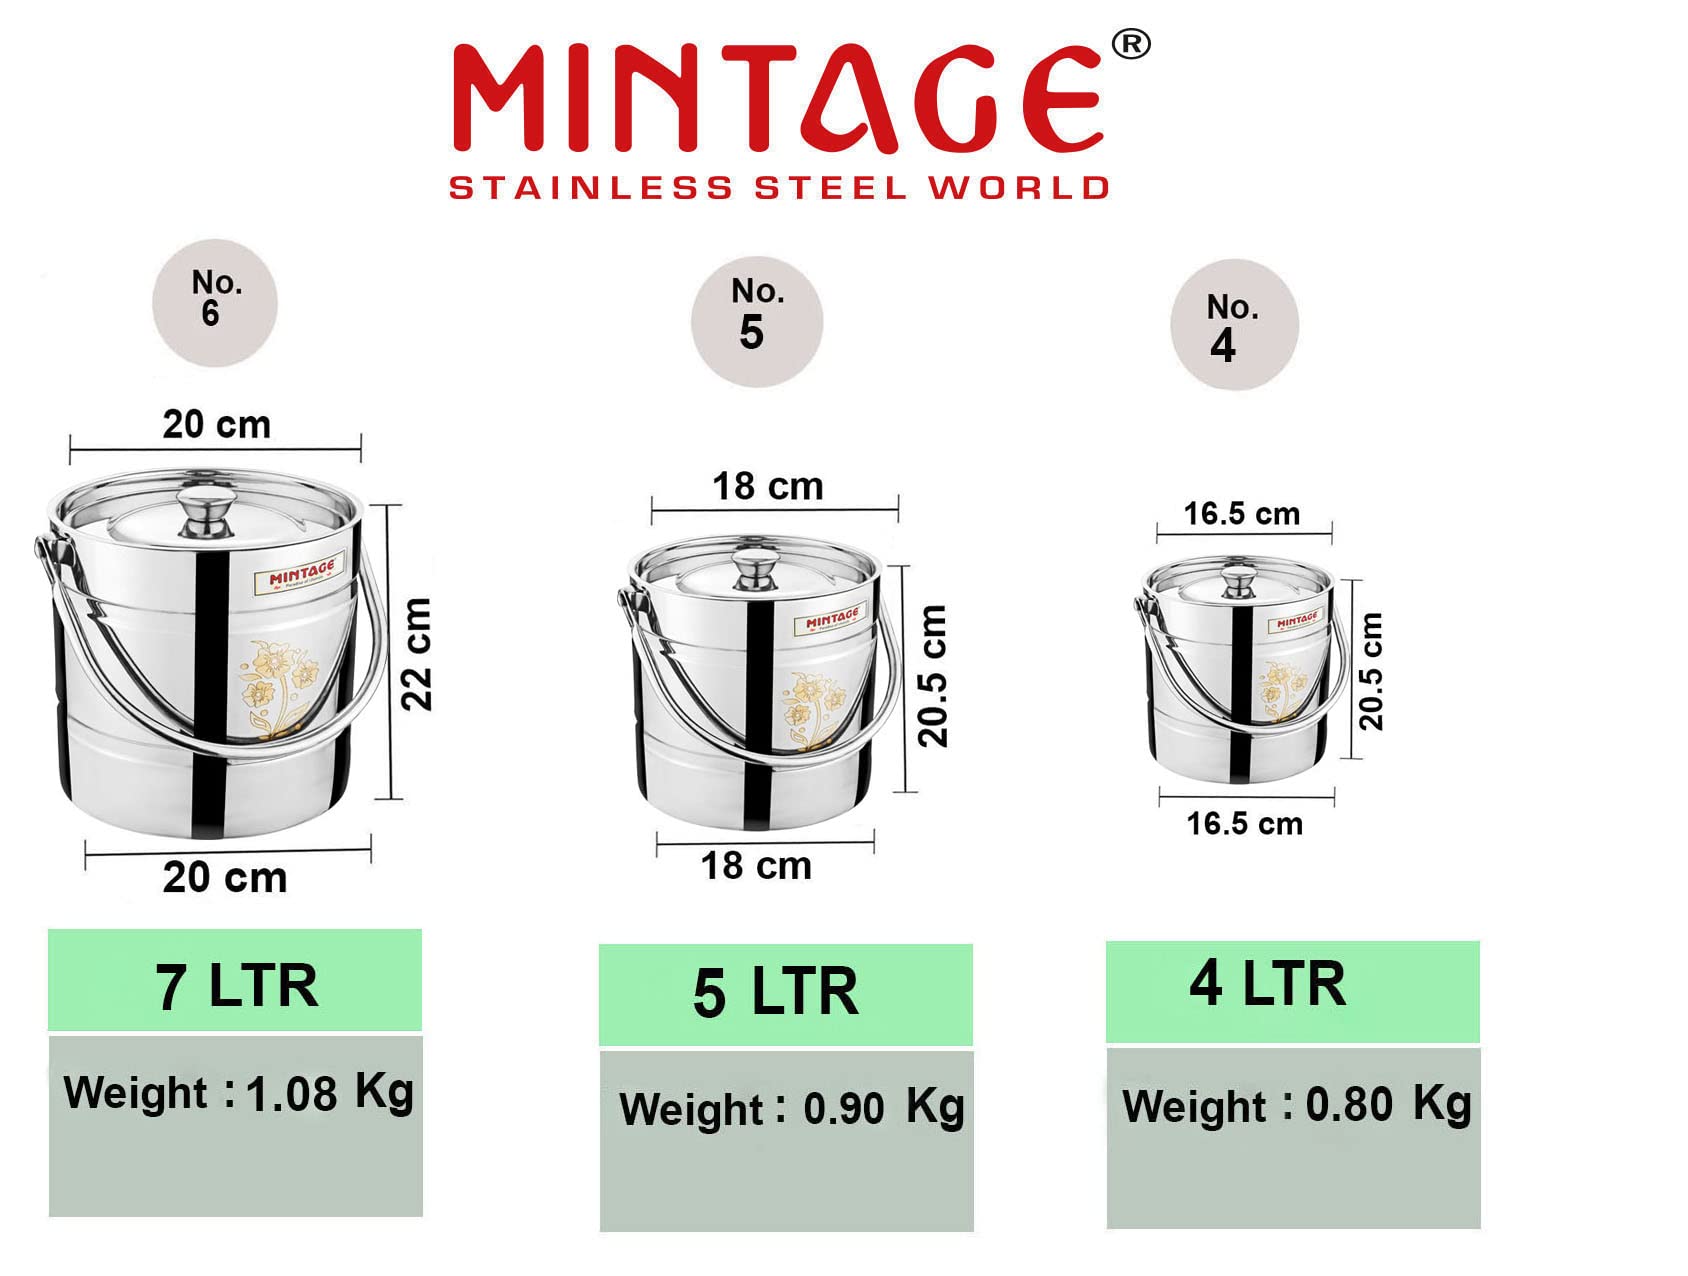 MINTAGE®
STAINLESS STEEL WORLD
No.
6
No.
5
No.
4
20 cm
MINTAGE
22 cm
20 cm
18 cm
MINTAGE
20.5 cm
18 cm
16.5 cm
MINTAGE
20.5 cm
16.5 cm
7 LTR
Weight : 1.08 Kg
5 LTR
Weight : 0.90 Kg
4 LTR
Weight : 0.80 Kg